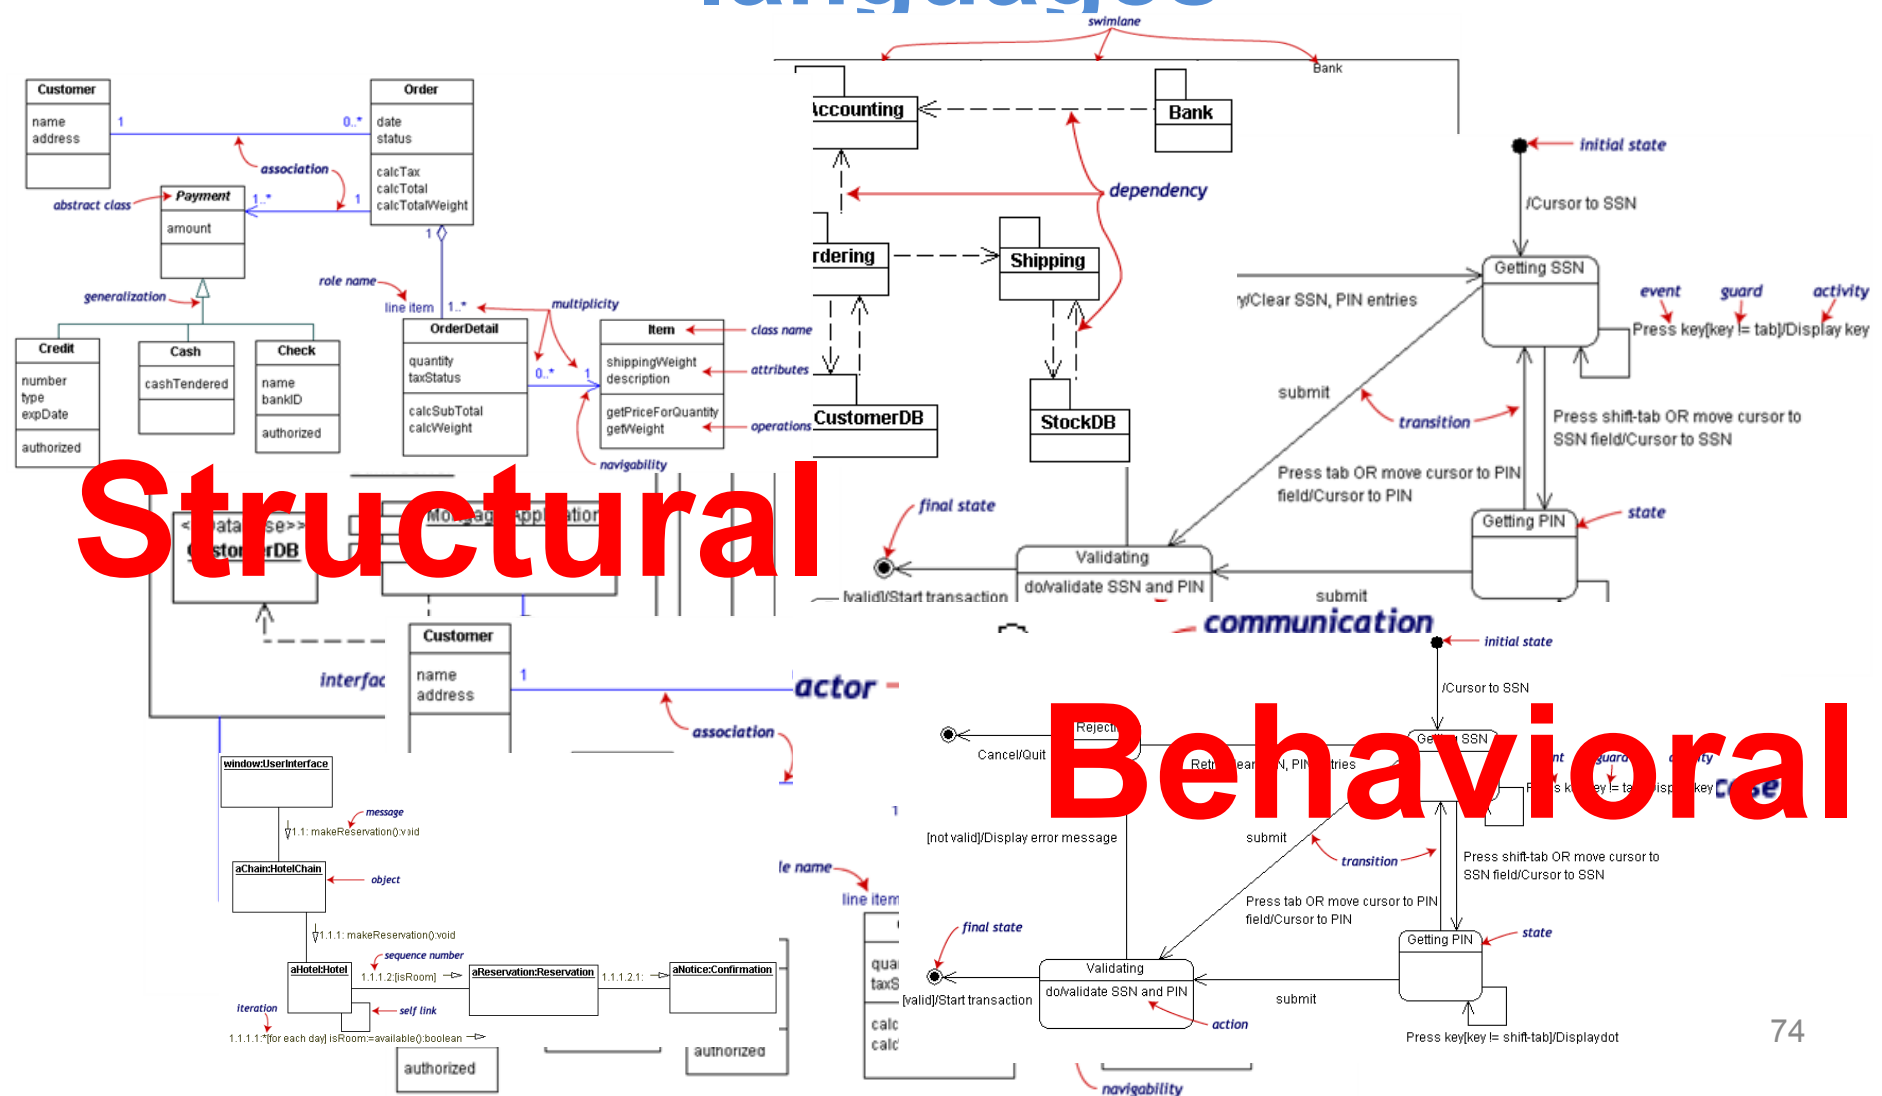 languages
swimlane
Bank
Customer
name
address
1
0..*
Order
date
status
calcTax
calcTotal
calcTotalWeight
association
abstract class
Payment
amount
1..*
1
1
generalization
role name
line item
1..*
multiplicity
Credit
number
type
expDate
authorized
Cash
cashTendered
Check
name
bankID
authorized
OrderDetail
quantity
taxStatus
calcSubTotal
calcWeight
0..*
1
Item
shippingWeight
description
getPriceForQuantity
getWeight
class name
attributes
operations
navigability
Accounting
Bank
dependency
Shipping
CustomerDB
StockDB
initial state
/Cursor to SSN
Getting SSN
/Clear SSN, PIN entries
event
guard
activity
Press key[key != tab]/Display key
submit
transition
Press shift-tab OR move cursor to
SSN field/Cursor to SSN
Press tab OR move cursor to PIN
field/Cursor to PIN
final state
Getting PIN
state
Validating
do/validate SSN and PIN
[valid]/Start transaction
submit
Structural
communication
Customer
name
address
1
association
actor
Behavioral
initial state
/Cursor to SSN
Cancel/Quit
[not valid]/Display error message
submit
transition
Press shift-tab OR move cursor to
SSN field/Cursor to SSN
Press tab OR move cursor to PIN
field/Cursor to PIN
final state
Getting PIN
state
Validating
do/validate SSN and PIN
[valid]/Start transaction
submit
action
Press key[key != shift-tab]/Displaydot
window:UserInterface
message
1.1: makeReservation():void
aChain:HotelChain
object
1.1.1: makeReservation():void
sequence number
aHotel:Hotel
1.1.1.2:[isRoom]
aReservation:Reservation
1.1.1.2.1:
aNotice:Confirmation
iteration
self link
1.1.1.1:*[for each day] isRoom:=available():boolean
name
line item
authorized
authorized
navigability
74